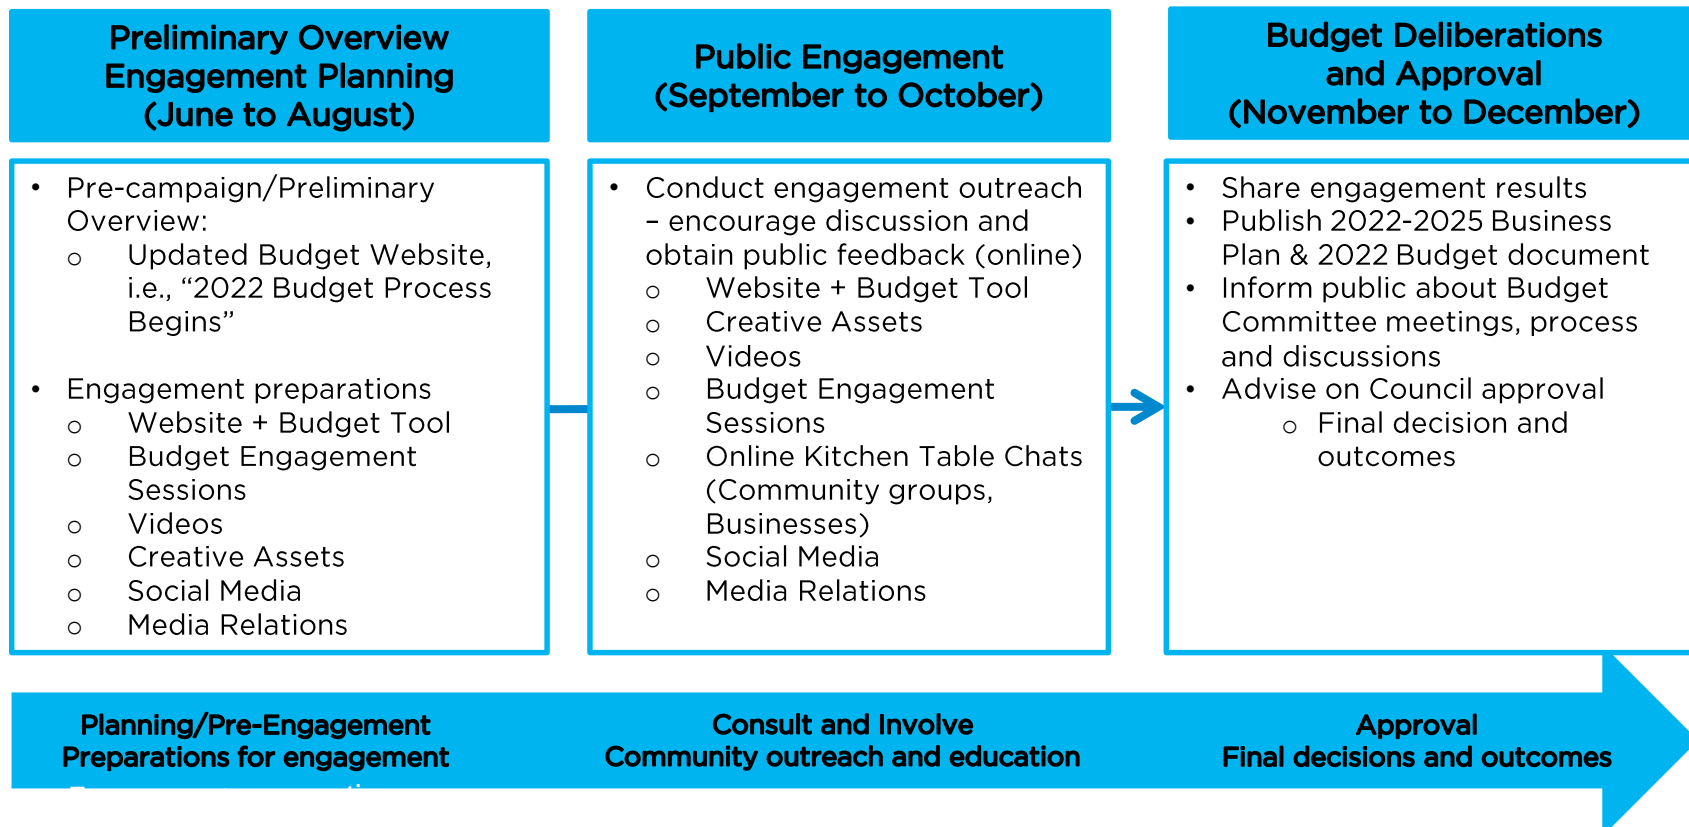 Preliminary Overview
Engagement Planning
(June to August)
Public Engagement
(September to October)
Budget Deliberations
and Approval
(November to December)
• Pre-campaign/Preliminary
Overview:
o Updated Budget Website,
i.e., “2022 Budget Process
Begins”
• Engagement preparations
o Website + Budget Tool
o Budget Engagement
Sessions
o Videos
o Creative Assets
o Social Media
o Media Relations
• Conduct engagement outreach
– encourage discussion and
obtain public feedback (online)
o Website + Budget Tool
o Creative Assets
o Videos
o Budget Engagement
Sessions
o Online Kitchen Table Chats
(Community groups,
Businesses)
o Social Media
o Media Relations
• Share engagement results
• Publish 2022-2025 Business
Plan & 2022 Budget document
• Inform public about Budget
Committee meetings, process
and discussions
• Advise on Council approval
o Final decision and
outcomes
Planning/Pre-Engagement
Preparations for engagement
Consult and Involve
Community outreach and education
Approval
Final decisions and outcomes